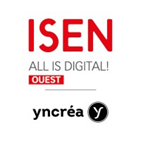 ISEN
ALL IS DIGITAL!
OUEST
yncréa y